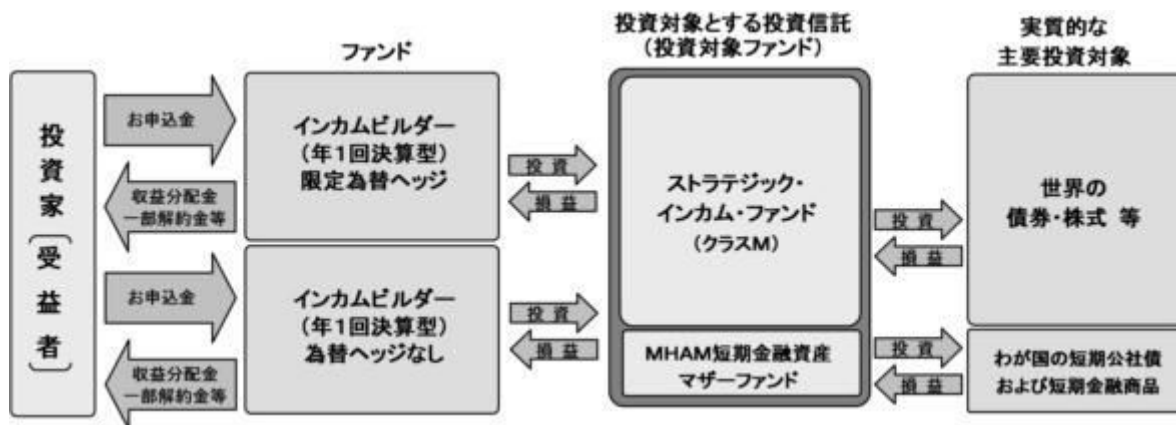 投資家〔受益者〕
お申込金
収益分配金
一部解約金等
お申込金
収益分配金
一部解約金等
ファンド
インカムビルダー
（年1回決算型）
限定為替ヘッジ
インカムビルダー
（年1回決算型）
為替ヘッジなし
投資
損益
投資
損益
投資対象とする投資信託
（投資対象ファンド）
ストラテジック・
インカム・ファンド
（クラスM）
MHAM短期金融資産
マザーファンド
投資
損益
投資
損益
実質的な
主要投資対象
世界の
債券・株式 等
わが国の短期公社債
および短期金融商品